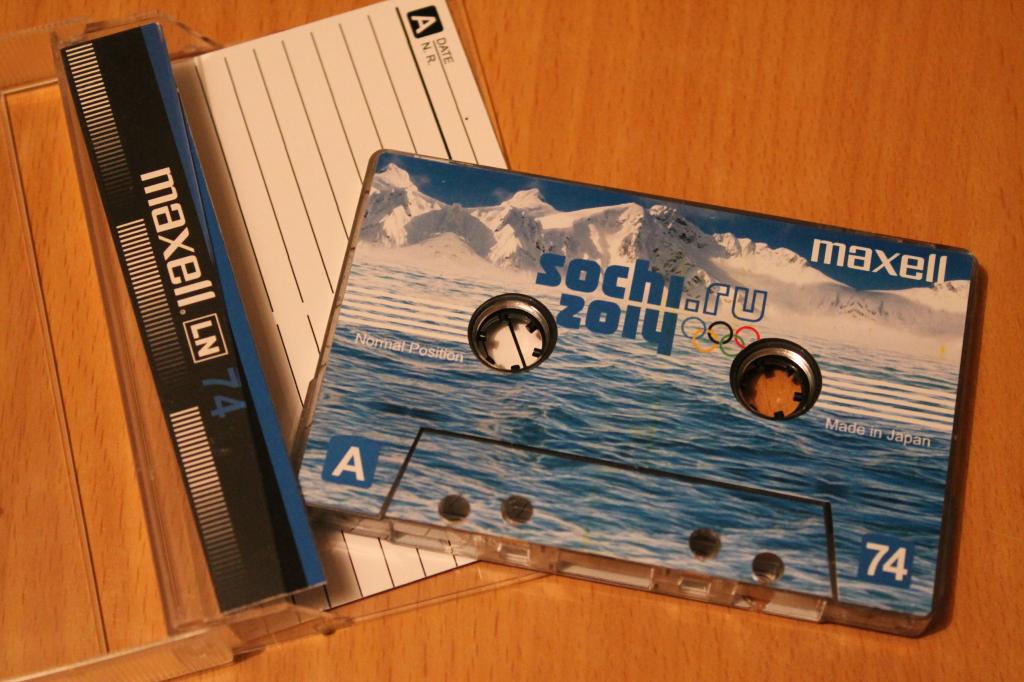 A
DATE
N.R.
maxell. LN 74
maxell
sochi.ru
2014
Normal Position
Made in Japan
A
74